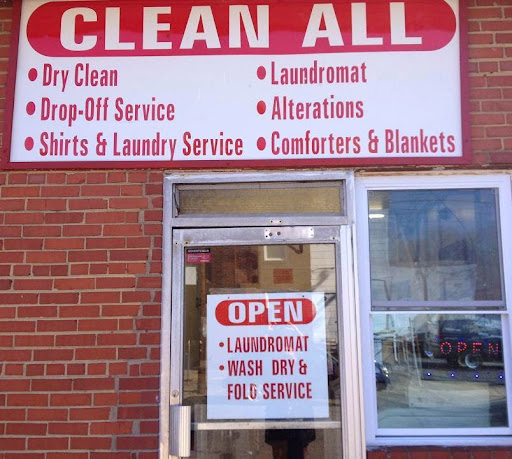 CLEAN ALL
• Dry Clean
• Drop-Off Service
• Shirts & Laundry Service
• Laundromat
• Alterations
• Comforters & Blankets
OPEN
• LAUNDROMAT
• WASH DRY &
FOLD SERVICE
OPEN